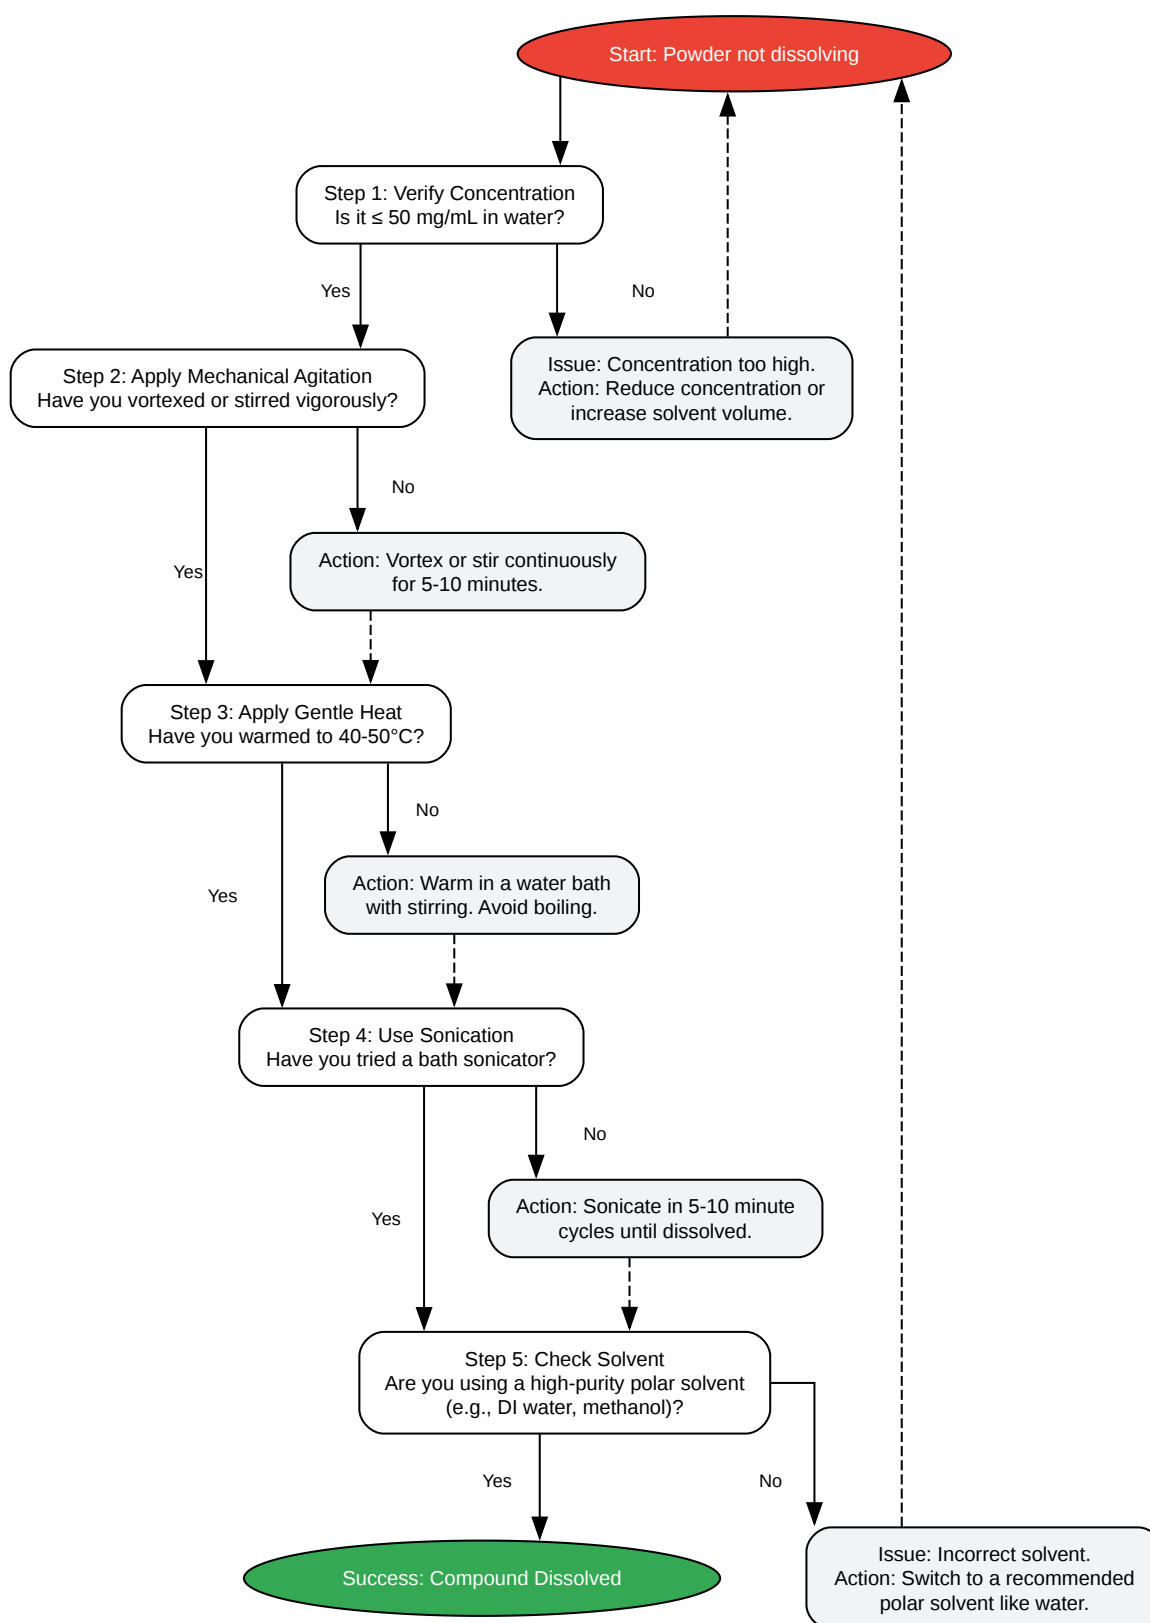 Start: Powder not dissolving
Step 1: Verify Concentration
Is it ≤ 50 mg/mL in water?
Yes
No
Issue: Concentration too high.
Action: Reduce concentration or
increase solvent volume.
Step 2: Apply Mechanical Agitation
Have you vortexed or stirred vigorously?
No
Yes
Action: Vortex or stir continuously
for 5-10 minutes.
Step 3: Apply Gentle Heat
Have you warmed to 40-50°C?
No
Yes
Action: Warm in a water bath
with stirring. Avoid boiling.
Step 4: Use Sonication
Have you tried a bath sonicator?
No
Yes
Action: Sonicate in 5-10 minute
cycles until dissolved.
Step 5: Check Solvent
Are you using a high-purity polar solvent
(e.g., DI water, methanol)?
Yes
No
Success: Compound Dissolved
Issue: Incorrect solvent.
Action: Switch to a recommended
polar solvent like water.